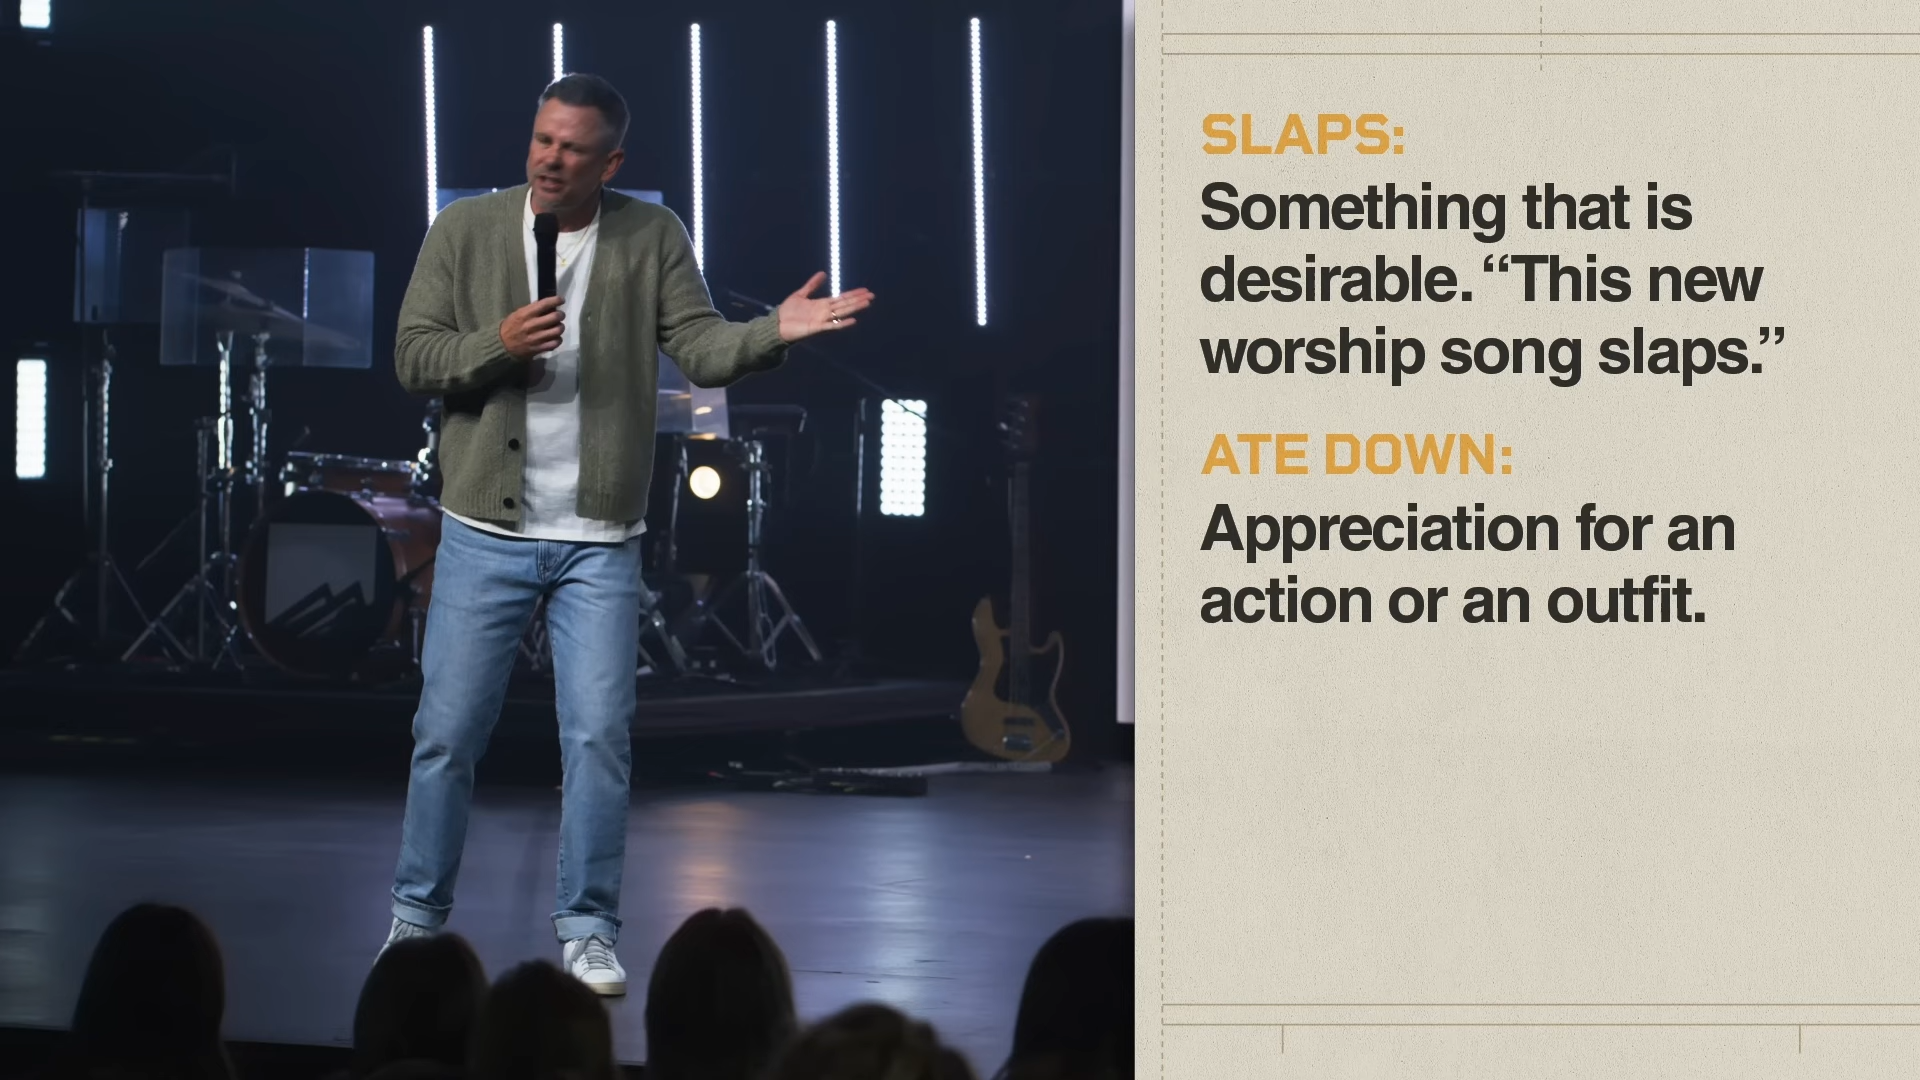 SLAPS:
Something that is
desirable. “This new
worship song slaps.”
ATE DOWN:
Appreciation for an
action or an outfit.